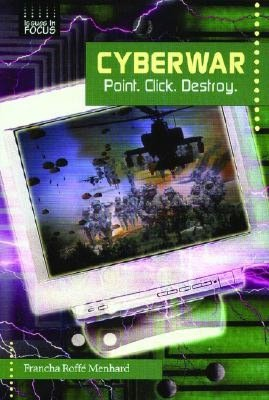 Issues in
FOCUS
CYBERWAR
Point. Click. Destroy.
Francha Roffé Menhard